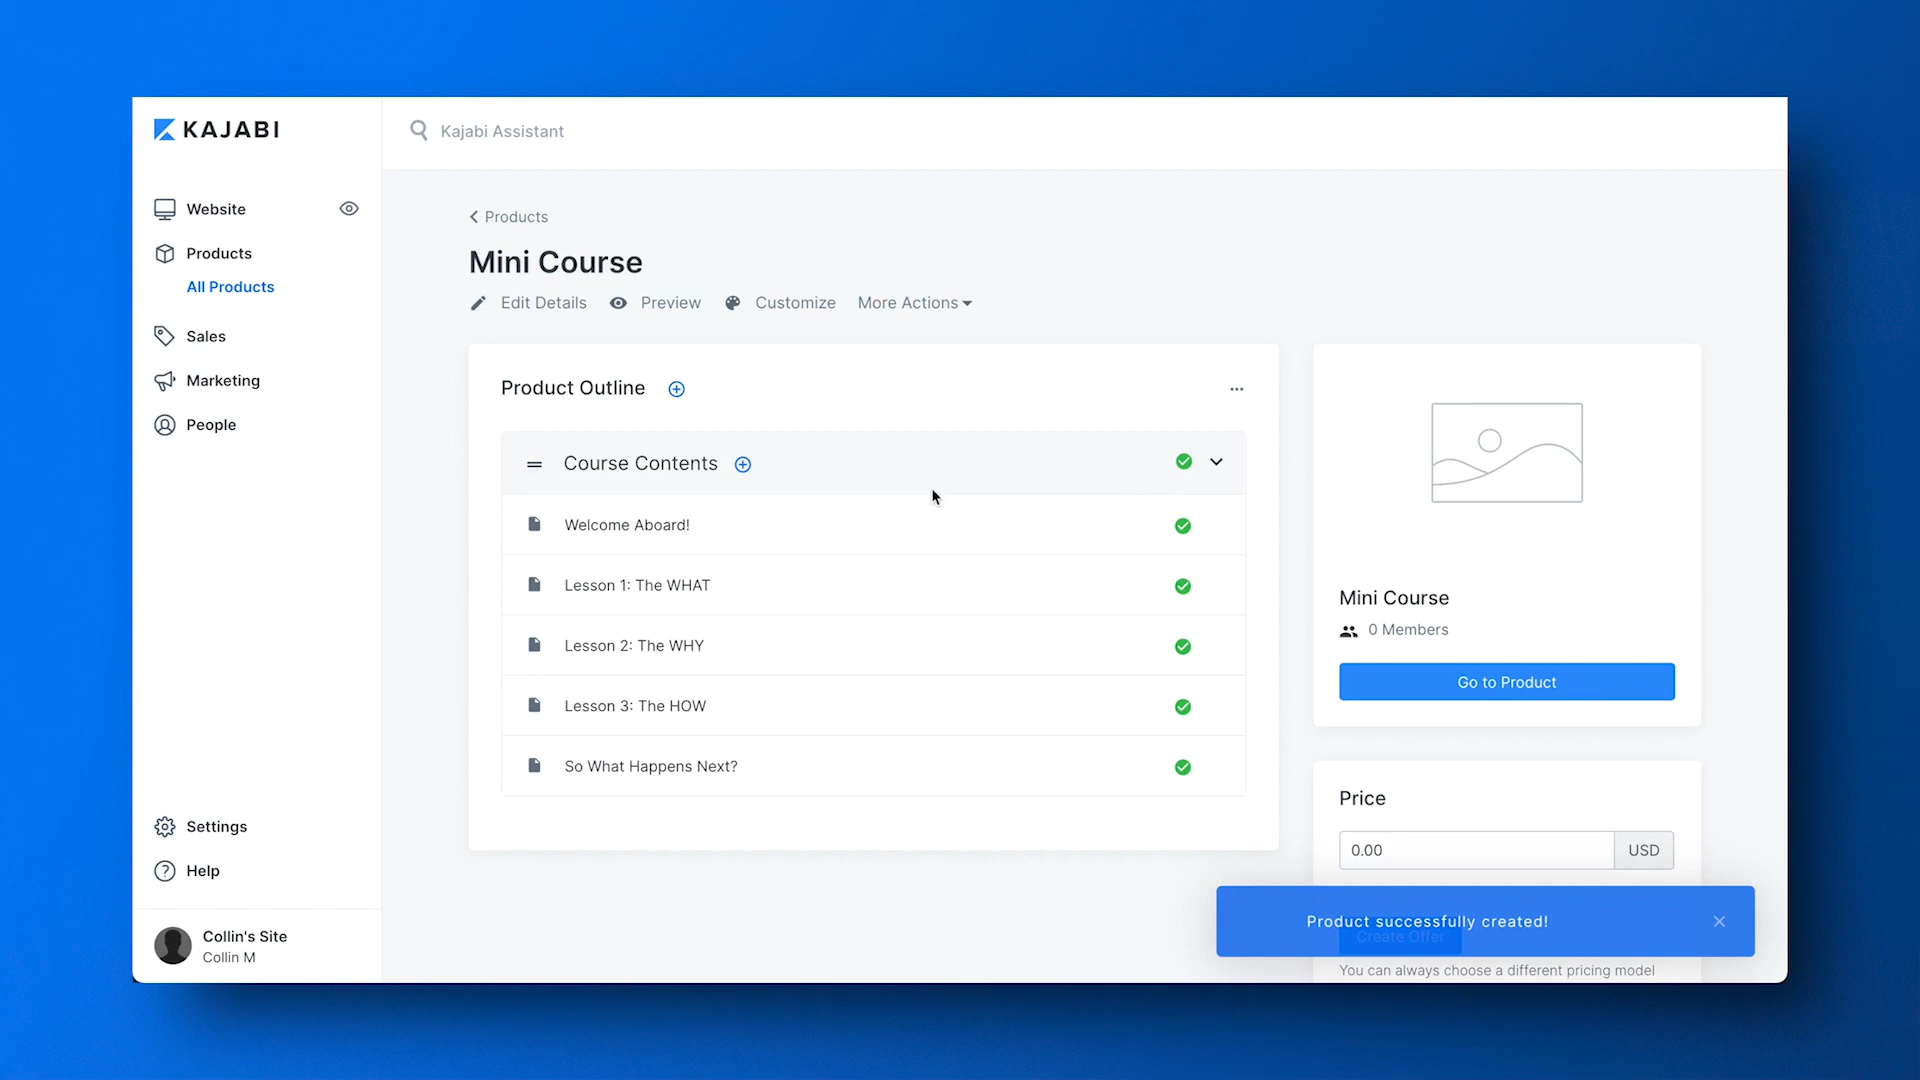 KAJABI
Kajabi Assistant
Website
Products
All Products
Sales
Marketing
People
Settings
Help
Collin's Site
Collin M
Products
Mini Course
Edit Details
Preview
Customize
More Actions
Product Outline
Course Contents
Welcome Aboard!
Lesson 1: The WHAT
Lesson 2: The WHY
Lesson 3: The HOW
So What Happens Next?
Mini Course
0 Members
Go to Product
Price
0.00 USD
Product successfully created!
Create Offer
You can always choose a different pricing model